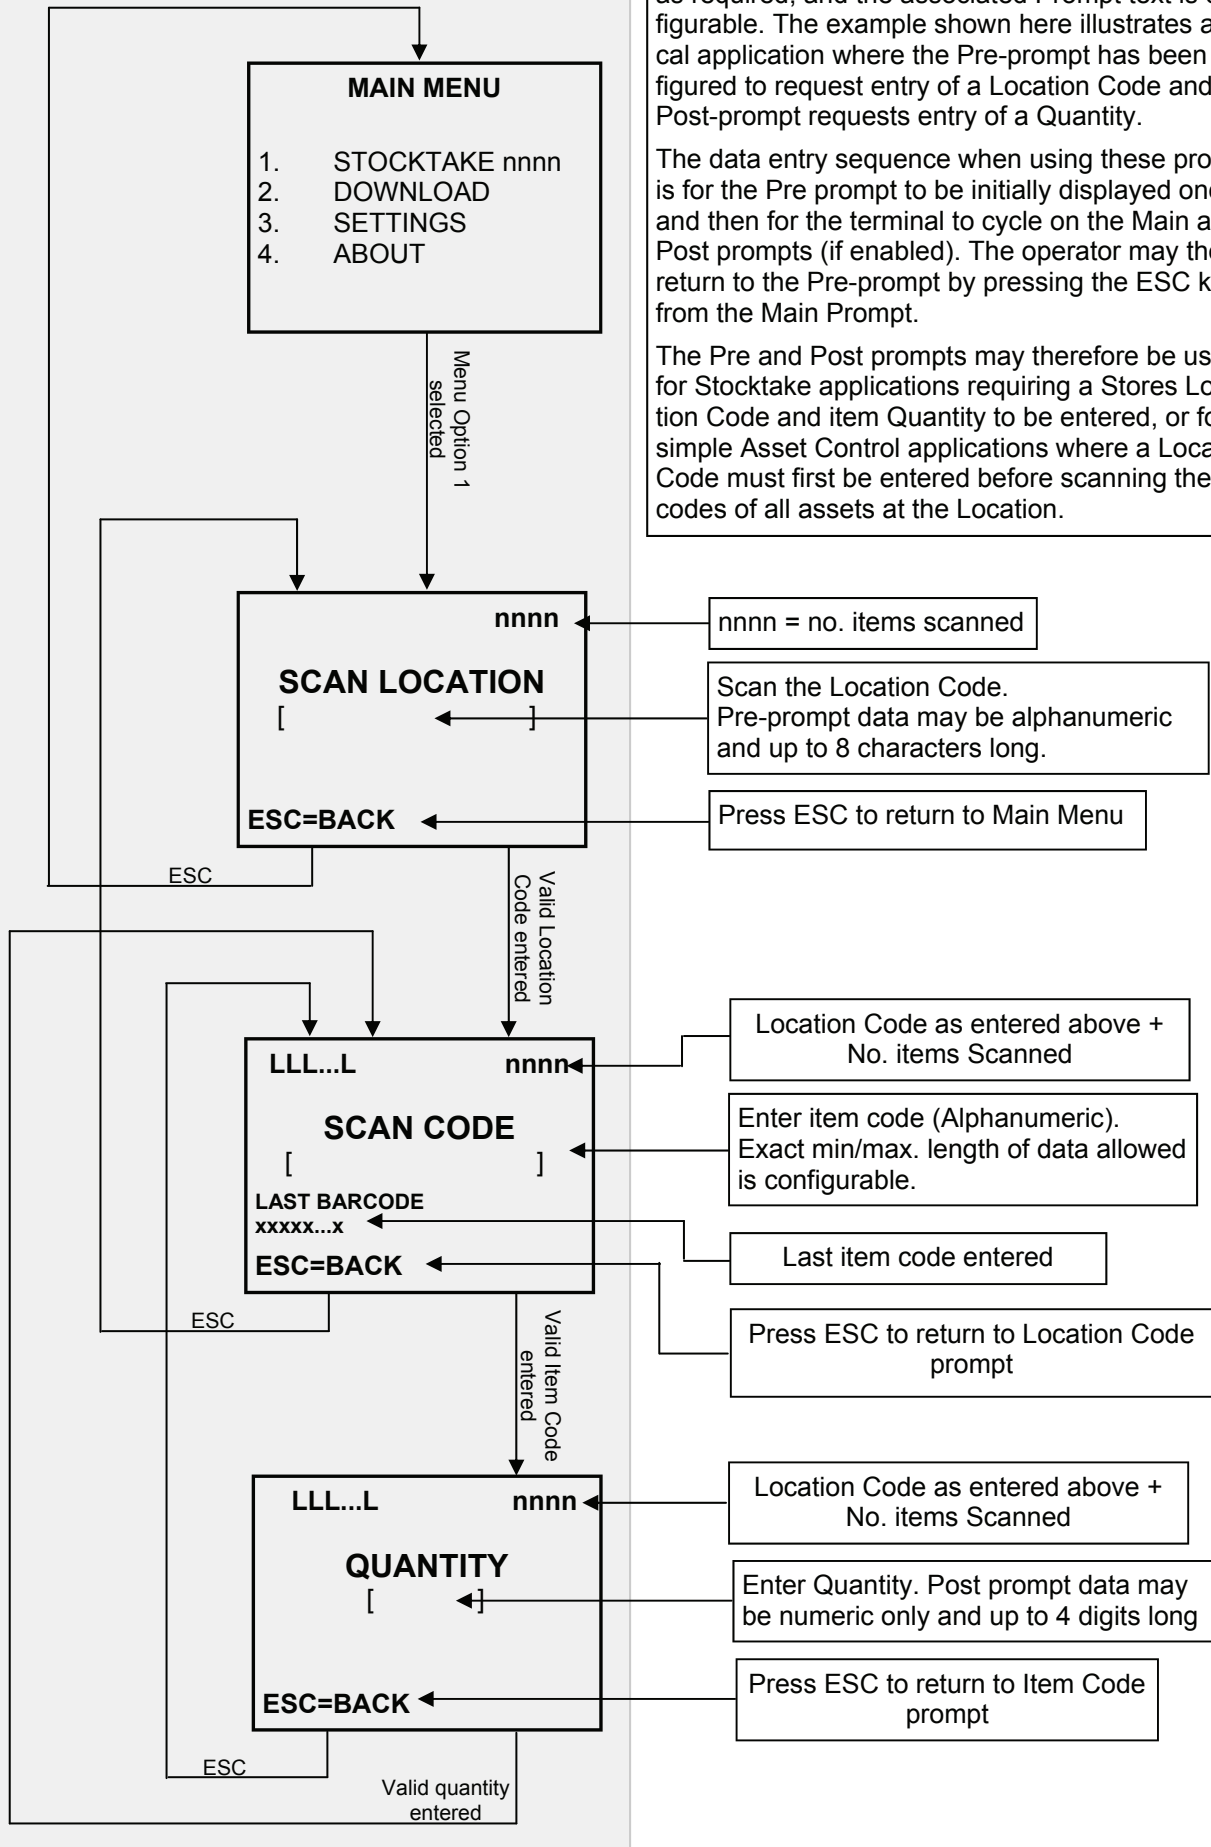 MAIN MENU
1. STOCKTAKE nnnn
2. DOWNLOAD
3. SETTINGS
4. ABOUT
figurable. The example shown here illustrates a
cal application where the Pre-prompt has been
figured to request entry of a Location Code and
Post-prompt requests entry of a Quantity.
The data entry sequence when using these pro
is for the Pre prompt to be initially displayed on
and then for the terminal to cycle on the Main a
Post prompts (if enabled). The operator may the
return to the Pre-prompt by pressing the ESC k
from the Main Prompt.
The Pre and Post prompts may therefore be us
for Stocktake applications requiring a Stores Lo
tion Code and item Quantity to be entered, or fo
simple Asset Control applications where a Loca
Code must first be entered before scanning the
codes of all assets at the Location.
Menu Option 1
selected
nnnn
SCAN LOCATION
[ ]
ESC=BACK
nnnn = no. items scanned
Scan the Location Code.
Pre-prompt data may be alphanumeric
and up to 8 characters long.
Press ESC to return to Main Menu
ESC
Valid Location
Code entered
LLL...L nnnn
SCAN CODE
[ ]
LAST BARCODE
xxxxx...x
ESC=BACK
Location Code as entered above +
No. items Scanned
Enter item code (Alphanumeric).
Exact min/max. length of data allowed
is configurable.
Last item code entered
Press ESC to return to Location Code
prompt
ESC
Valid Item Code
entered
LLL...L nnnn
QUANTITY
[ ]
ESC=BACK
Location Code as entered above +
No. items Scanned
Enter Quantity. Post prompt data may
be numeric only and up to 4 digits long
Press ESC to return to Item Code
prompt
ESC
Valid quantity
entered